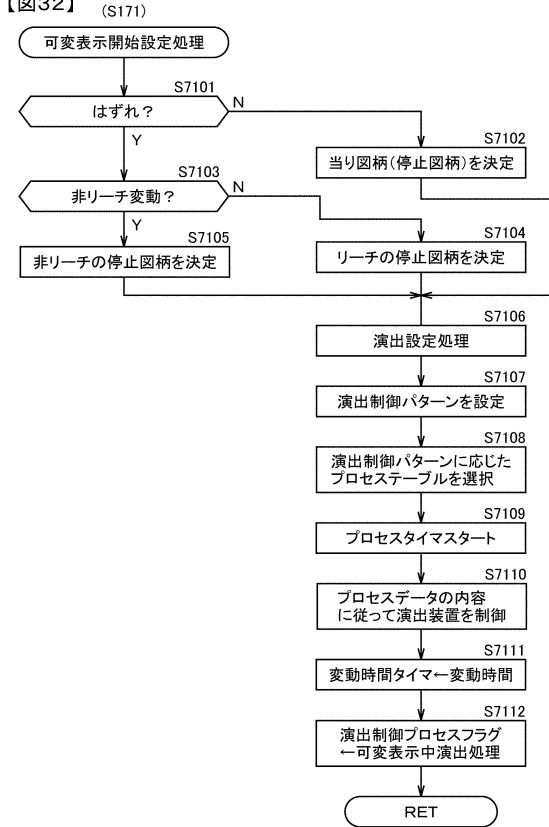 【図32】
(S171)
可変表示開始設定処理
S7101
はずれ?
N
Y
S7102
当り図柄(停止図柄)を決定
S7103
非リーチ変動?
N
Y
S7105
非リーチの停止図柄を決定
S7104
リーチの停止図柄を決定
S7106
演出設定処理
S7107
演出制御パターンを設定
S7108
演出制御パターンに応じた
プロセステーブルを選択
S7109
プロセスタイマスタート
S7110
プロセスデータの内容
に従って演出装置を制御
S7111
変動時間タイマ←変動時間
S7112
演出制御プロセスフラグ
←可変表示中演出処理
RET